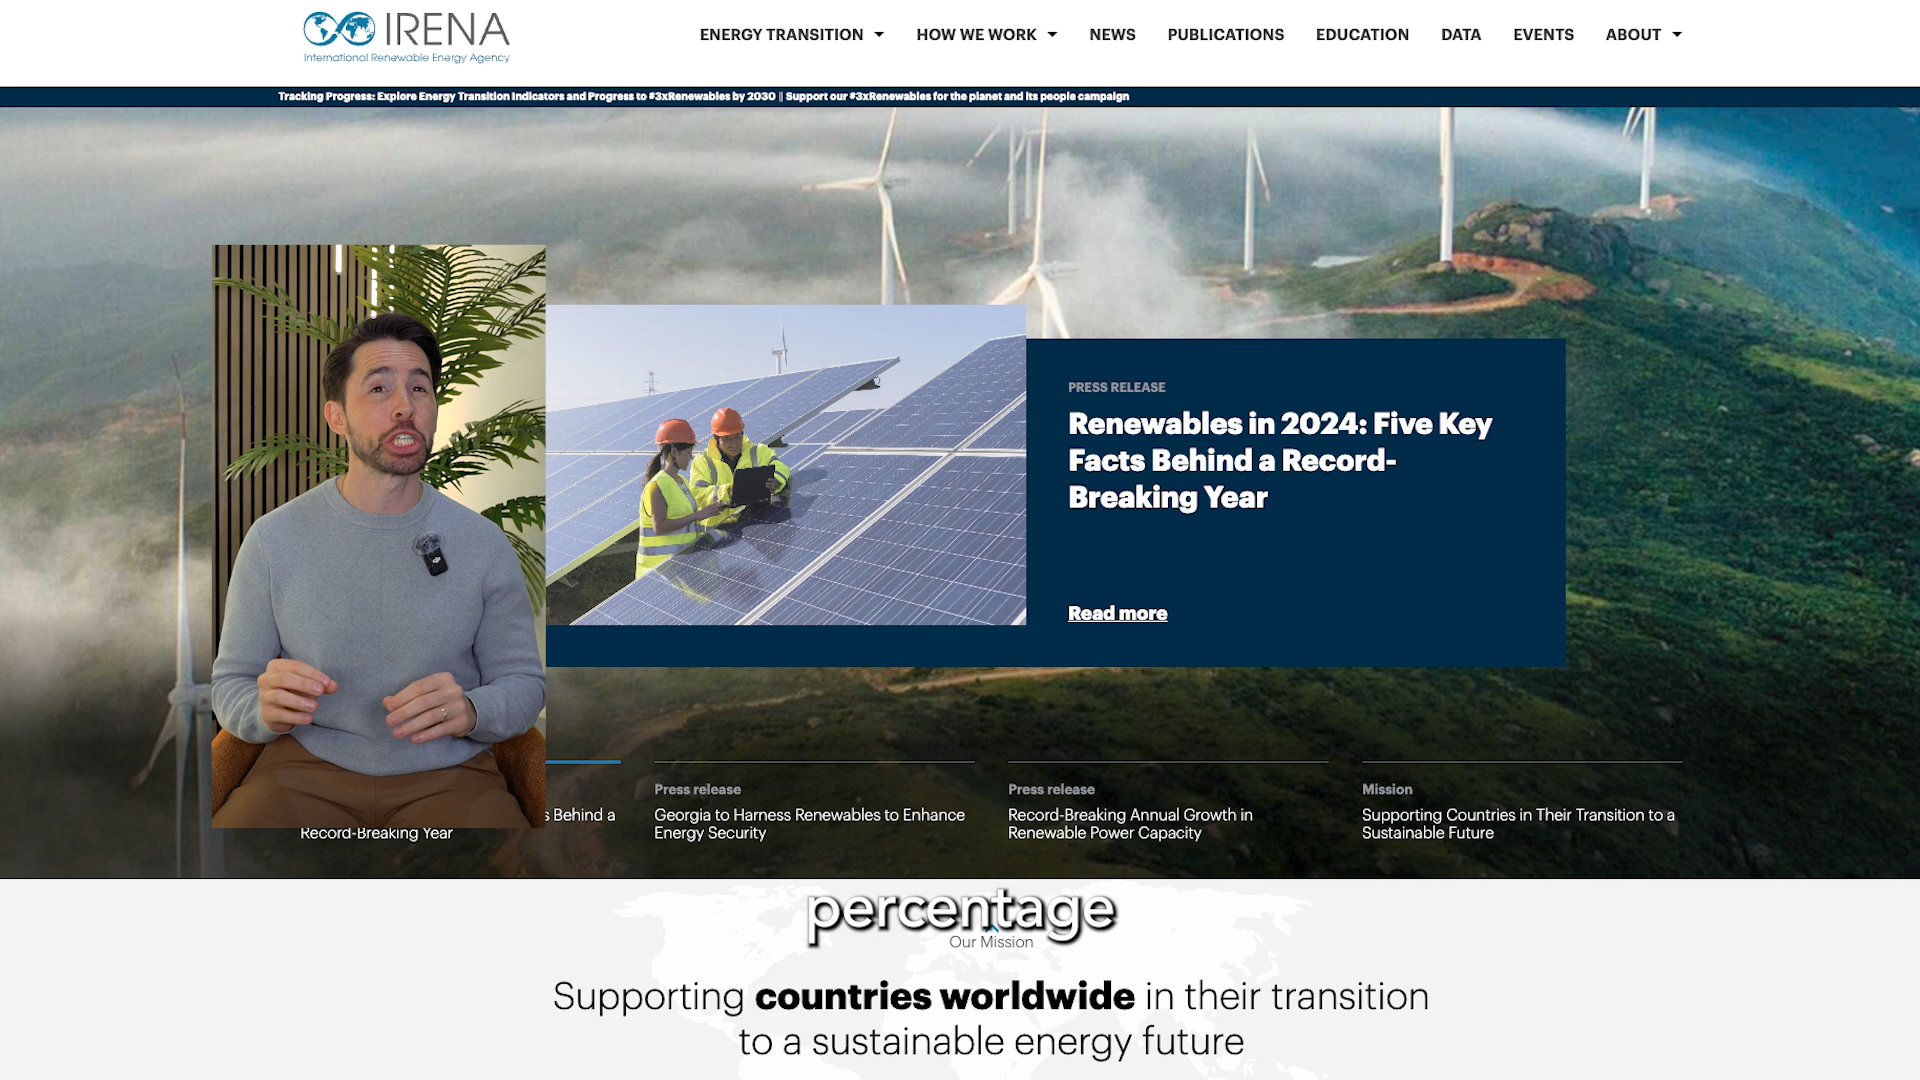 IRENA
International Renewable Energy Agency
ENERGY TRANSITION
HOW WE WORK
NEWS
PUBLICATIONS
EDUCATION
DATA
EVENTS
ABOUT
Tracking Progress: Explore Energy Transition Indicators and Progress to #3xRenewables by 2030 || Support our #3xRenewables for the planet and its people campaign
PRESS RELEASE
Renewables in 2024: Five Key
Facts Behind a Record-
Breaking Year
Read more
s Behind a
Record-Breaking Year
Press release
Georgia to Harness Renewables to Enhance
Energy Security
Press release
Record-Breaking Annual Growth in
Renewable Power Capacity
Mission
Supporting Countries in Their Transition to a
Sustainable Future
percentage
Our Mission
Supporting countries worldwide in their transition
to a sustainable energy future